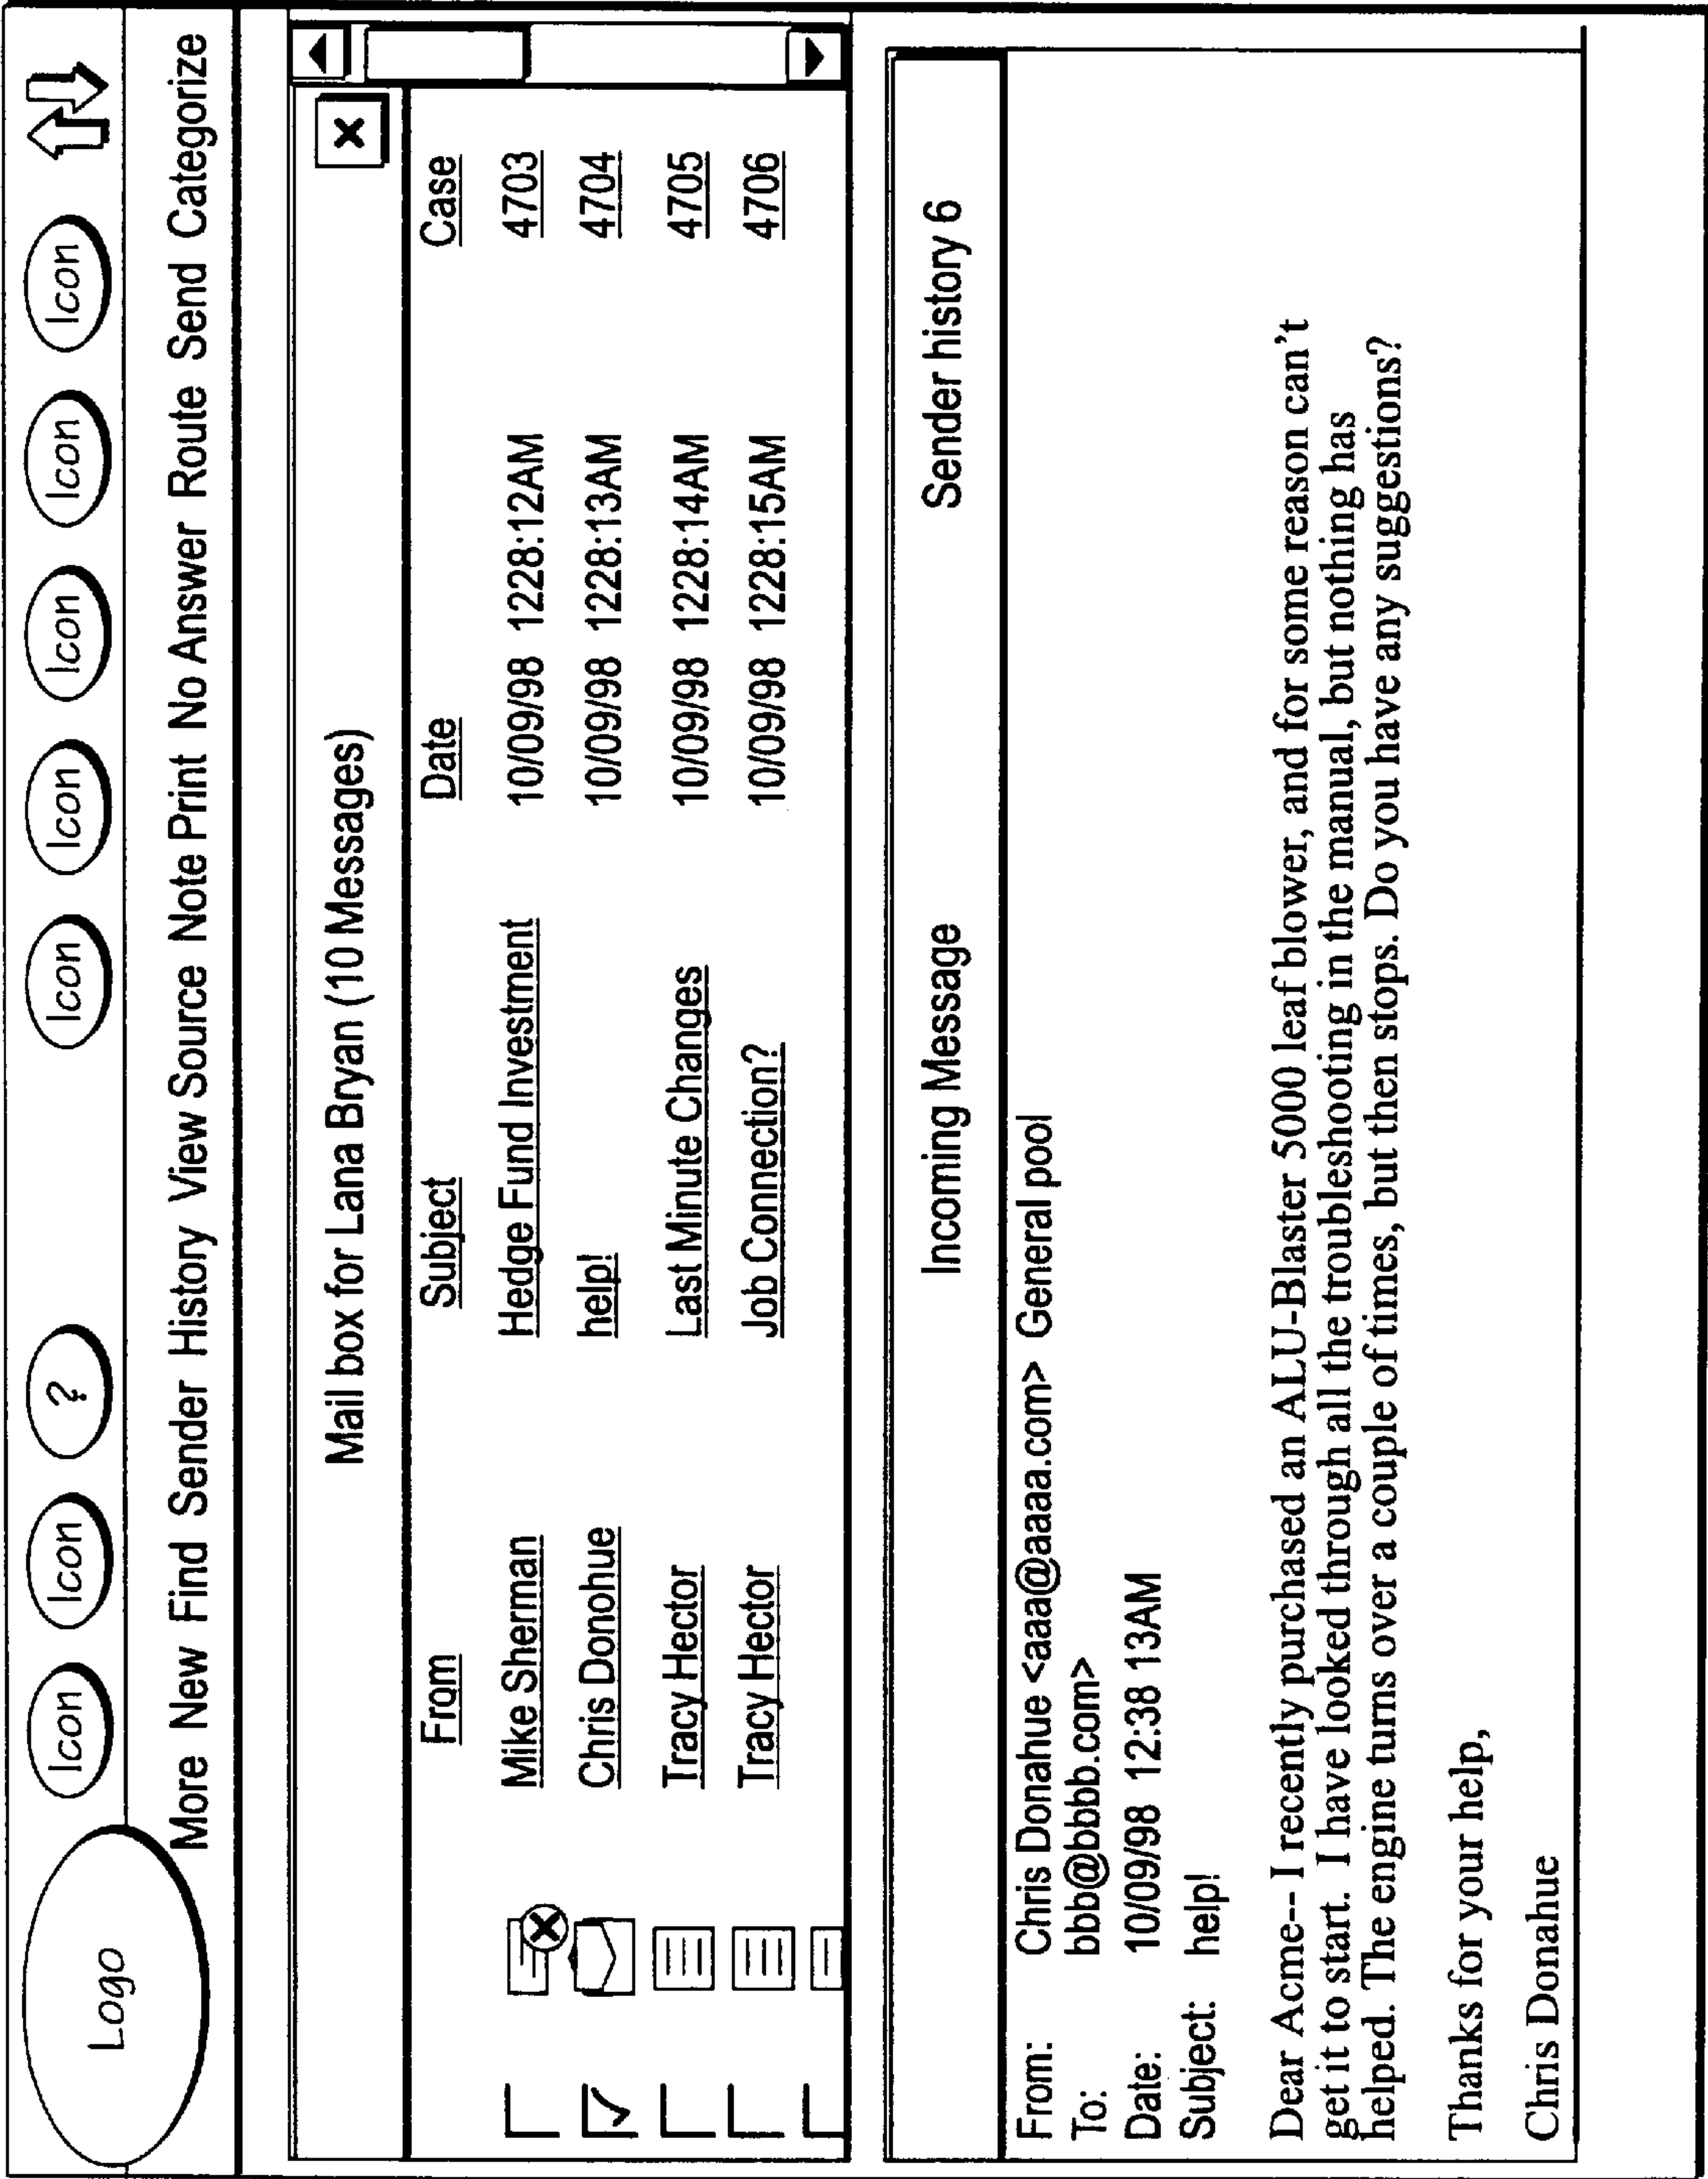 Logo Icon Icon ? Icon Icon Icon Icon Icon
More New Find Sender History View Source Note Print No Answer Route Send Categorize
Mail box for Lana Bryan (10 Messages)
From Subject Date Case
Mike Sherman Hedge Fund Investment 10/09/98 1228:12AM 4703
Chris Donohue help! 10/09/98 1228:13AM 4704
Tracy Hector Last Minute Changes 10/09/98 1228:14AM 4705
Tracy Hector Job Connection? 10/09/98 1228:15AM 4706
Incoming Message Sender history 6
From: Chris Donahue <aaa@aaaa.com> General pool
To: bbb@bbbb.com>
Date: 10/09/98 12:38 13AM
Subject: help!
Dear Acme-- I recently purchased an ALU-Blaster 5000 leaf blower, and for some reason can't
get it to start. I have looked through all the troubleshooting in the manual, but nothing has
helped. The engine turns over a couple of times, but then stops. Do you have any suggestions?
Thanks for your help,
Chris Donahue